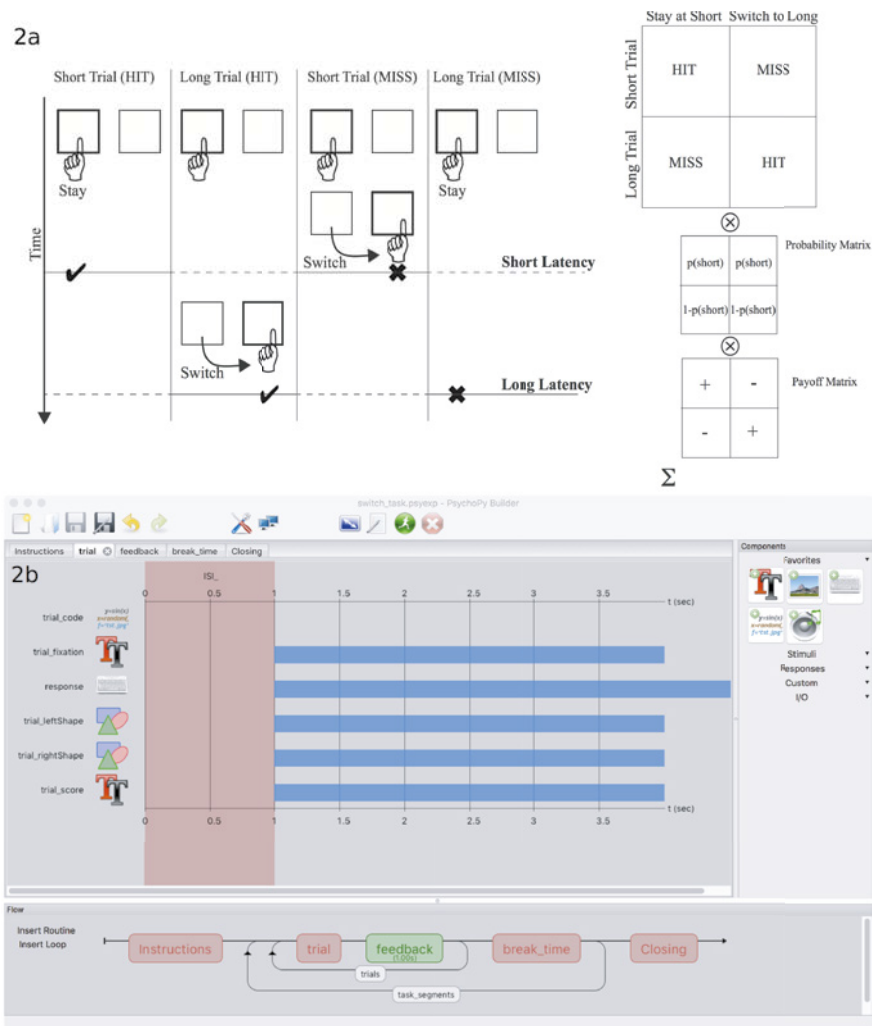 2a
Stay at Short Switch to Long
Short Trial (HIT) Long Trial (HIT) Short Trial (MISS) Long Trial (MISS)
Short Trial
HIT MISS
Long Trial
MISS HIT
Time
Stay
Stay
Switch
Short Latency
Switch
Long Latency
Probability Matrix
p(short) p(short)
1-p(short) 1-p(short)
Payoff Matrix
+ -
- +
Σ
switch_task.psyexp - PsychoPy Builder
Instructions trial feedback break_time Closing
2b
ISI_
0 0.5 1 1.5 2 2.5 3 3.5 t (sec)
trial_code
trial_fixation
response
trial_leftShape
trial_rightShape
trial_score
0 0.5 1 1.5 2 2.5 3 3.5 t (sec)
Components
Favorites
Stimuli
Responses
Custom
I/O
Flow
Insert Routine
Insert Loop
Instructions trial feedback break_time Closing
(1.00s)
trials
task_segments